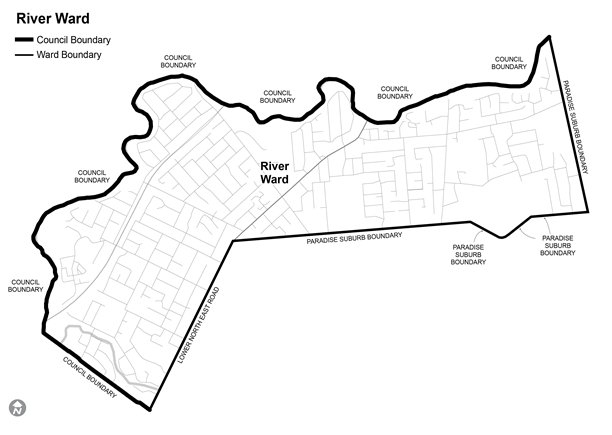 River Ward
Council Boundary
Ward Boundary
COUNCIL
BOUNDARY
COUNCIL
BOUNDARY
COUNCIL
BOUNDARY
COUNCIL
BOUNDARY
PARADISE SUBURB BOUNDARY
River
Ward
COUNCIL
BOUNDARY
PARADISE SUBURB BOUNDARY
PARADISE
SUBURB
BOUNDARY
PARADISE
SUBURB
BOUNDARY
COUNCIL
BOUNDARY
LOWER NORTH EAST ROAD
COUNCIL BOUNDARY
N